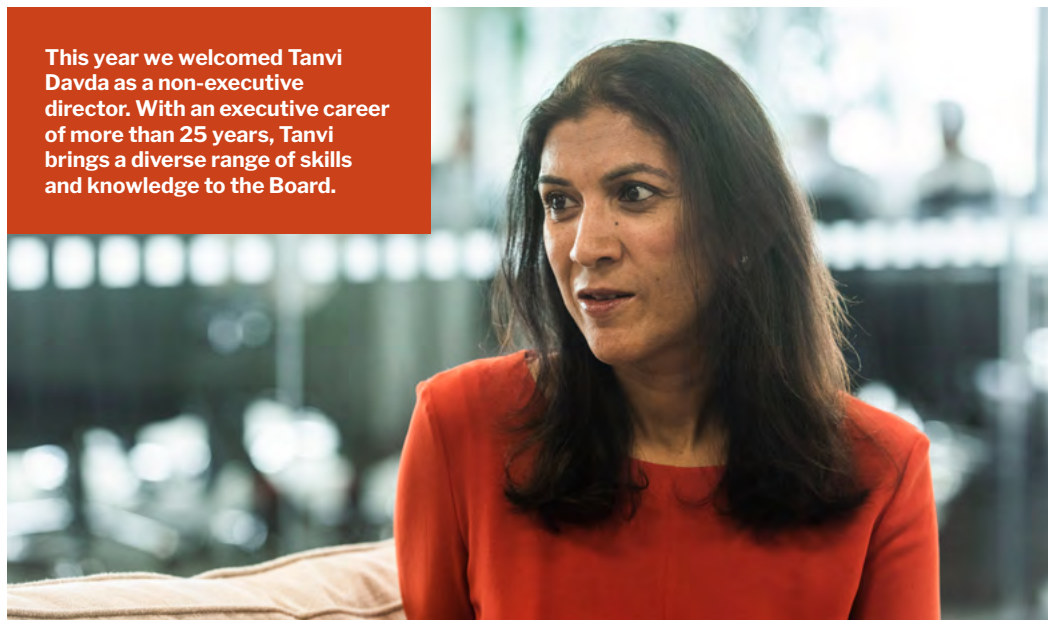 This year we welcomed Tanvi
Davda as a non-executive
director. With an executive career
of more than 25 years, Tanvi
brings a diverse range of skills
and knowledge to the Board.